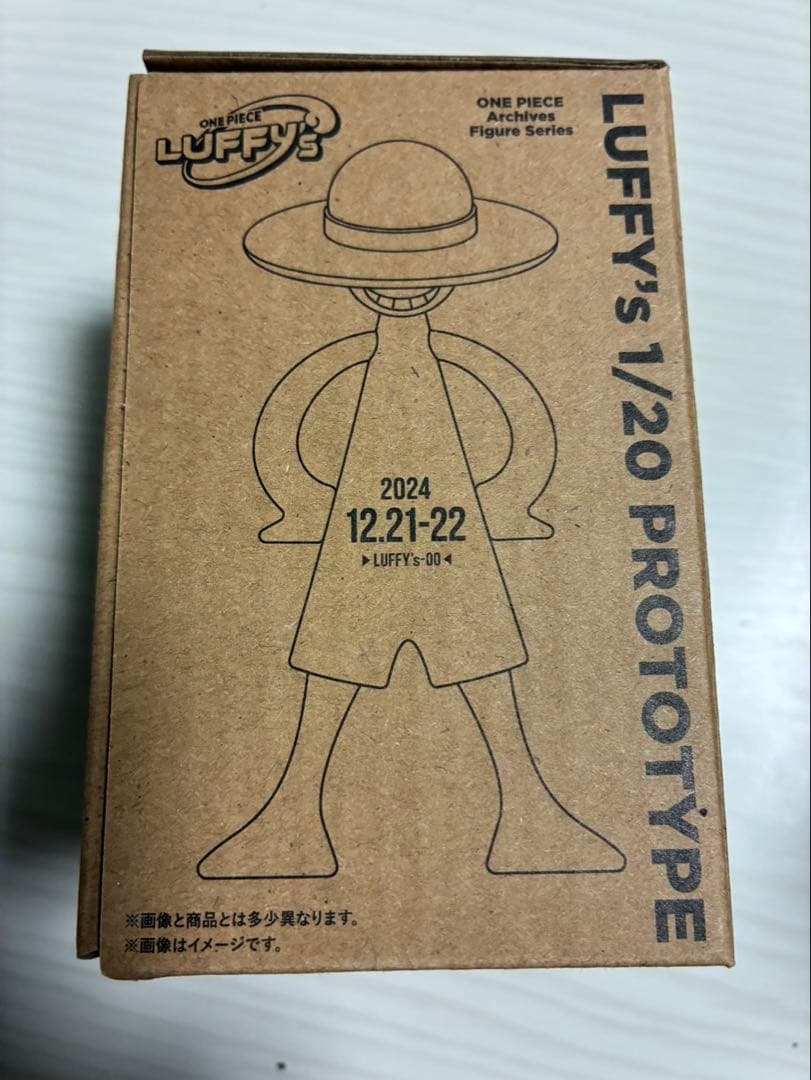 ONE PIECE
LUFFY's
ONE PIECE
Archives
Figure Series
LUFFY's 1/20 PROTOTYPE
2024
12.21-22
▶LUFFY's-00◀
※画像と商品とは多少異なります。
※画像はイメージです。